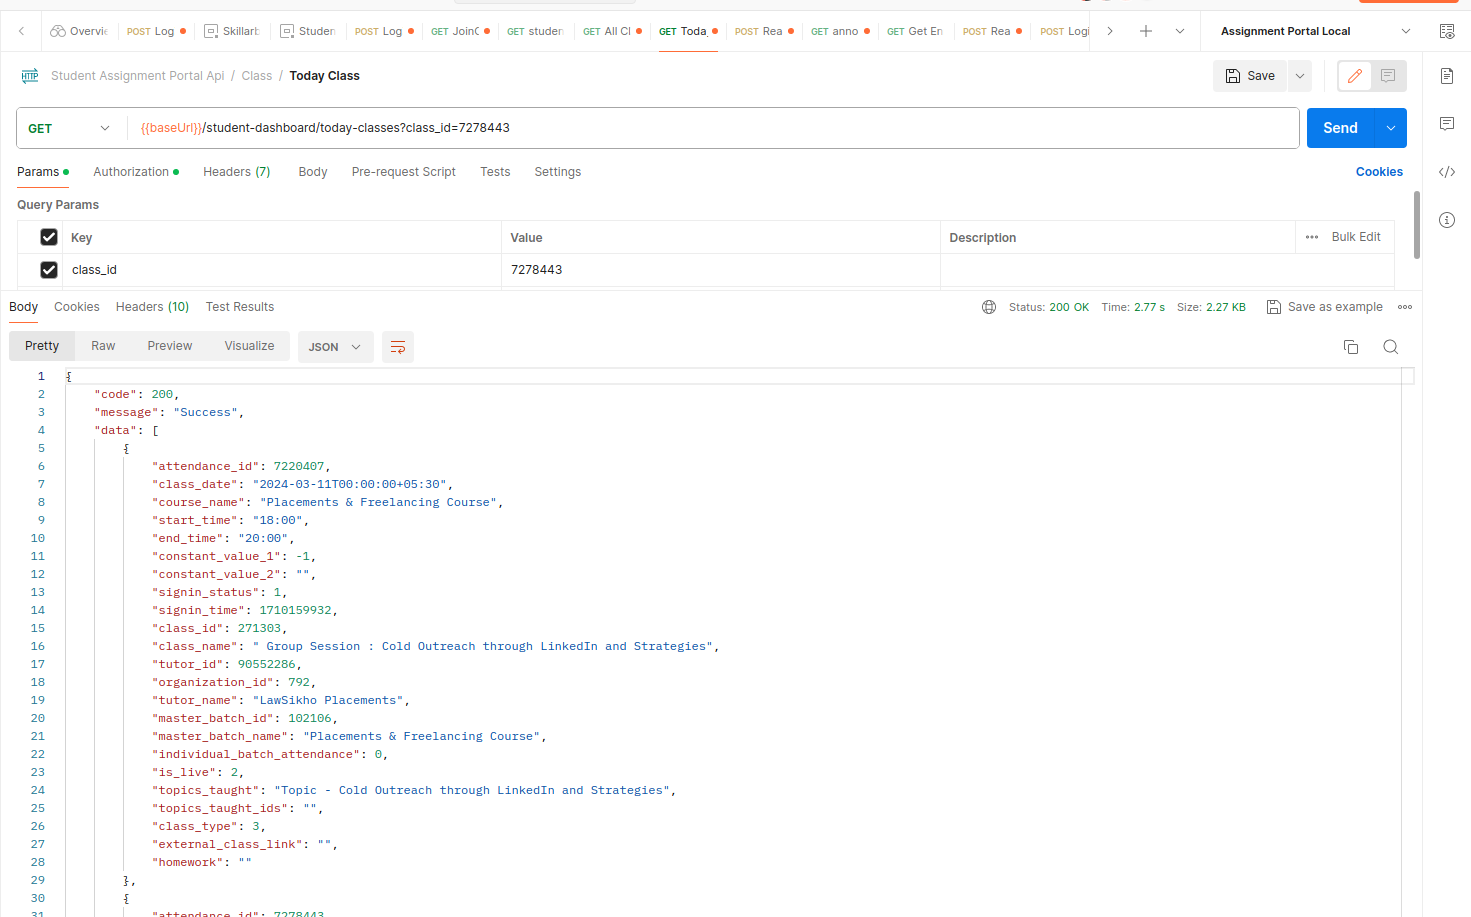 Overvi POST Log Skillar Studen POST Log GET Join GET studen GET All Cl GET Toda POST Rea GET anno GET Get En POST Rea POST Logi Assignment Portal Local
HTTP Student Assignment Portal Api / Class / Today Class Save
GET {{baseUrl}}/student-dashboard/today-classes?class_id=7278443 Send
Params Authorization Headers (7) Body Pre-request Script Tests Settings Cookies
Query Params
Key Value Description Bulk Edit
class_id 7278443
Body Cookies Headers (10) Test Results Status: 200 OK Time: 2.77 s Size: 2.27 KB Save as example
Pretty Raw Preview Visualize JSON
1 {
2 "code": 200,
3 "message": "Success",
4 "data": [
5 {
6 "attendance_id": 7220407,
7 "class_date": "2024-03-11T00:00:00+05:30",
8 "course_name": "Placements & Freelancing Course",
9 "start_time": "18:00",
10 "end_time": "20:00",
11 "constant_value_1": -1,
12 "constant_value_2": "",
13 "signin_status": 1,
14 "signin_time": 1710159932,
15 "class_id": 271303,
16 "class_name": " Group Session : Cold Outreach through LinkedIn and Strategies",
17 "tutor_id": 90552286,
18 "organization_id": 792,
19 "tutor_name": "LawSikho Placements",
20 "master_batch_id": 102106,
21 "master_batch_name": "Placements & Freelancing Course",
22 "individual_batch_attendance": 0,
23 "is_live": 2,
24 "topics_taught": "Topic - Cold Outreach through LinkedIn and Strategies",
25 "topics_taught_ids": "",
26 "class_type": 3,
27 "external_class_link": "",
28 "homework": ""
29 },
30 {
31 "attendance_id": 7278443,